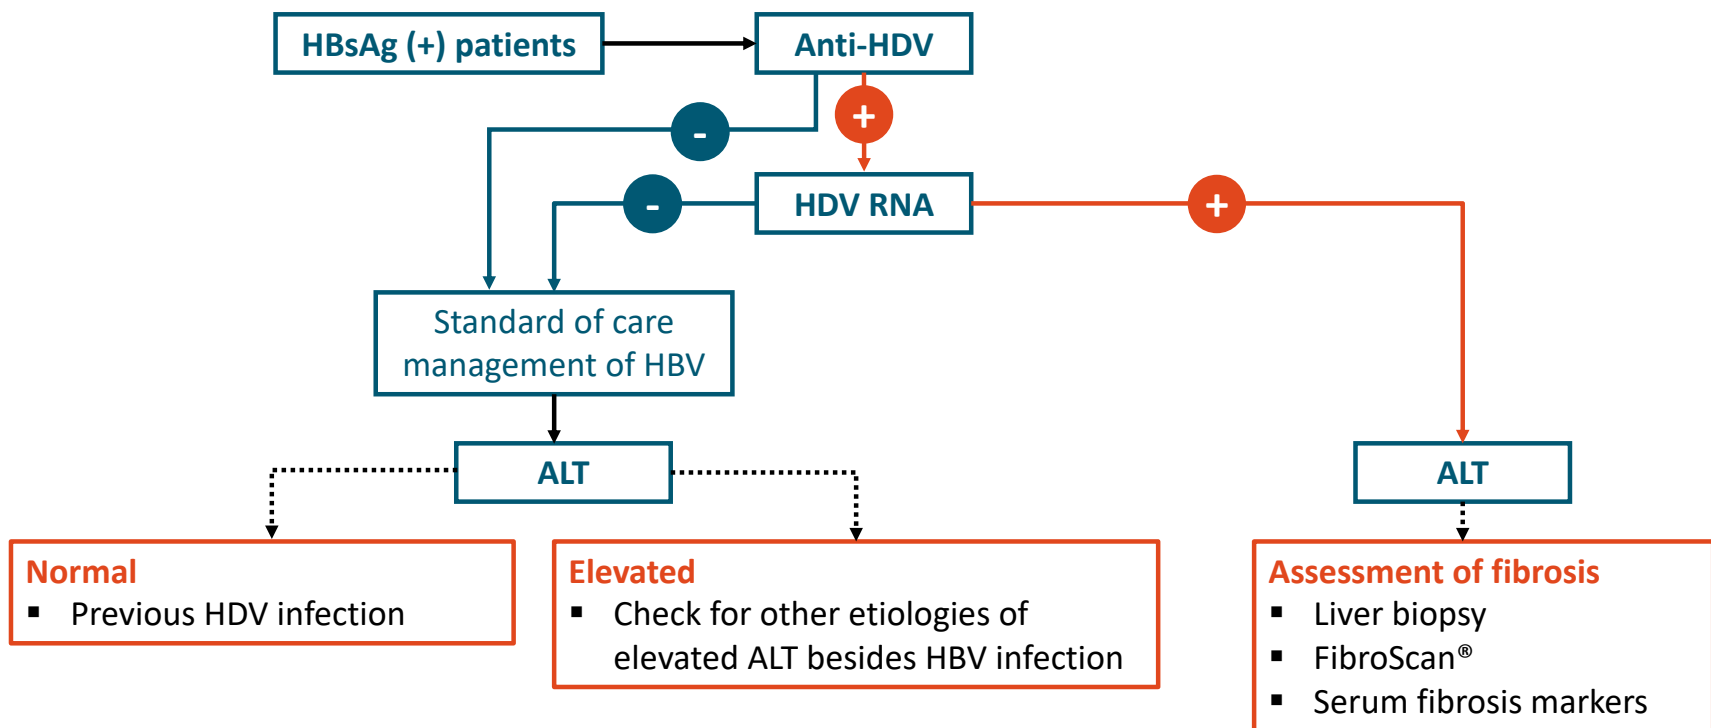 HBsAg (+) patients
Anti-HDV
-
+
-
HDV RNA
+
Standard of care
management of HBV
ALT
ALT
Normal
▪ Previous HDV infection
Elevated
▪ Check for other etiologies of
elevated ALT besides HBV infection
Assessment of fibrosis
▪ Liver biopsy
▪ FibroScan®
▪ Serum fibrosis markers